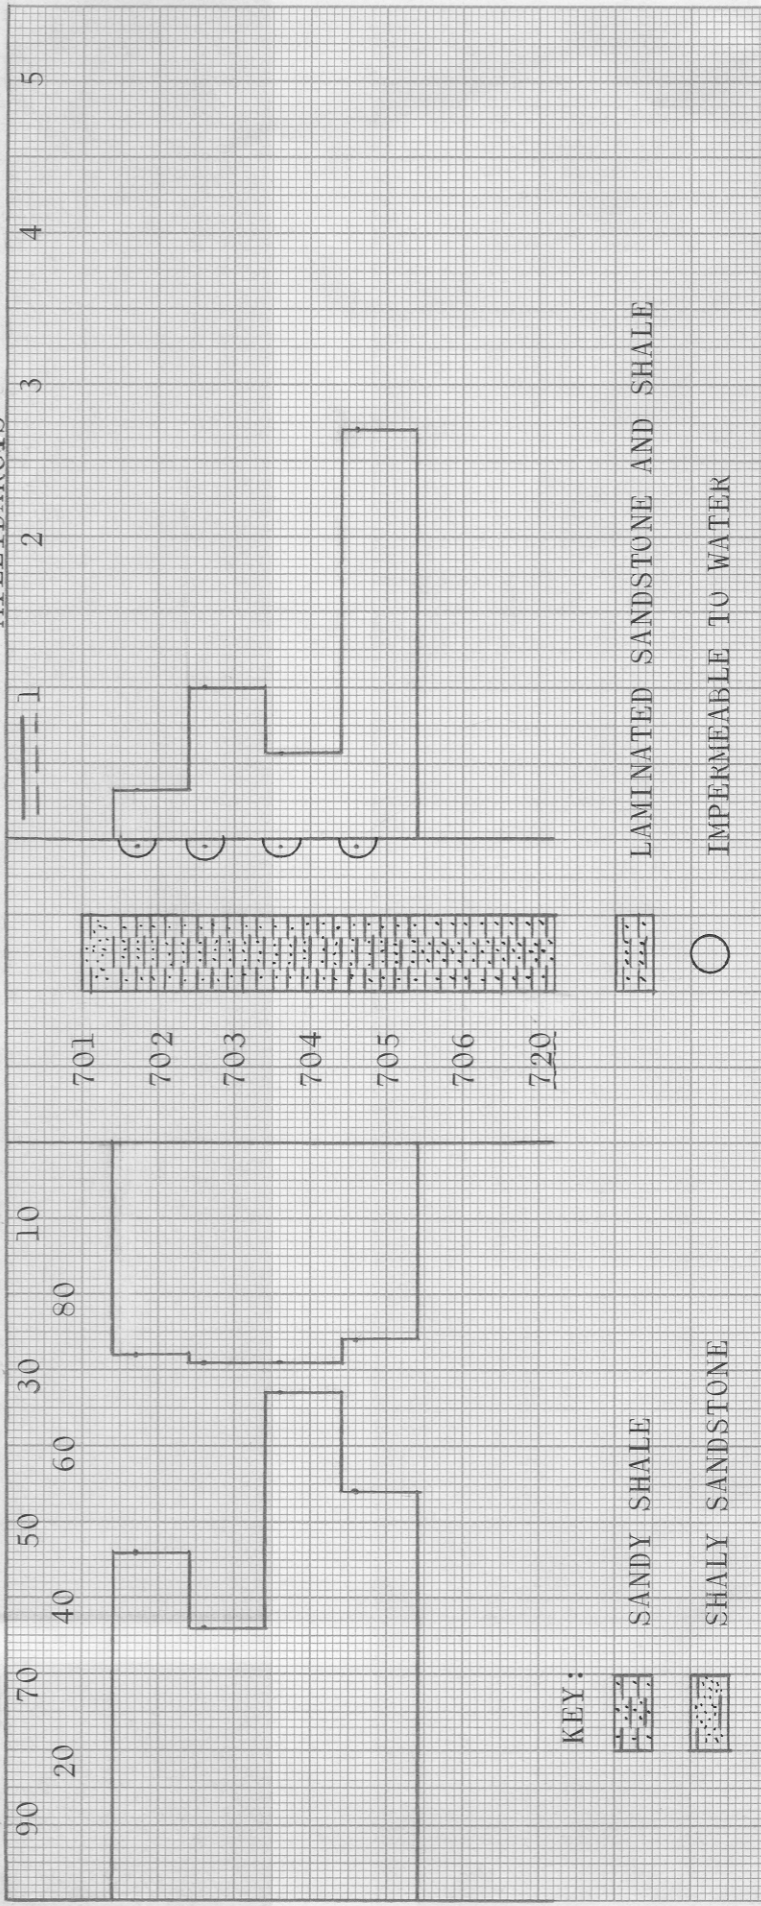 MILLIDARCYS
90 70 50 30 10 1 2 3 4 5
20 40 60 80
701
702
703
704
705
706
720
KEY:
SANDY SHALE LAMINATED SANDSTONE AND SHALE
SHALY SANDSTONE IMPERMEABLE TO WATER